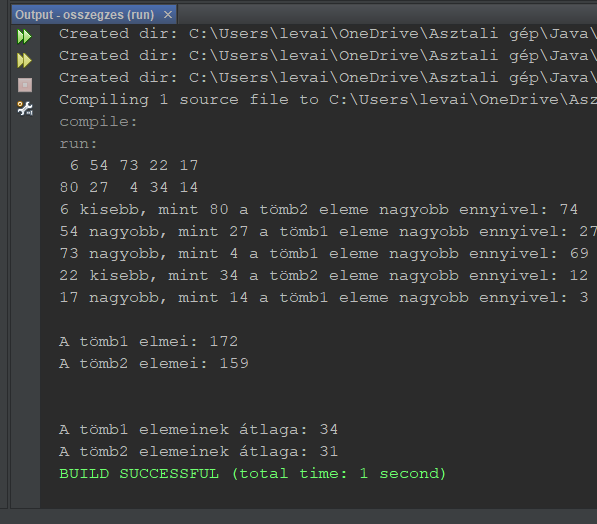 Output - osszegzes (run) ×
Created dir: C:\Users\levai\OneDrive\Asztali gép\Java\
Created dir: C:\Users\levai\OneDrive\Asztali gép\Java\
Created dir: C:\Users\levai\OneDrive\Asztali gép\Java\
Compiling 1 source file to C:\Users\levai\OneDrive\Asz
compile:
run:
 6 54 73 22 17
80 27  4 34 14
6 kisebb, mint 80 a tömb2 eleme nagyobb ennyivel: 74
54 nagyobb, mint 27 a tömb1 eleme nagyobb ennyivel: 27
73 nagyobb, mint 4 a tömb1 eleme nagyobb ennyivel: 69
22 kisebb, mint 34 a tömb2 eleme nagyobb ennyivel: 12
17 nagyobb, mint 14 a tömb1 eleme nagyobb ennyivel: 3
A tömb1 elmei: 172
A tömb2 elemei: 159
A tömb1 elemeinek átlaga: 34
A tömb2 elemeinek átlaga: 31
BUILD SUCCESSFUL (total time: 1 second)